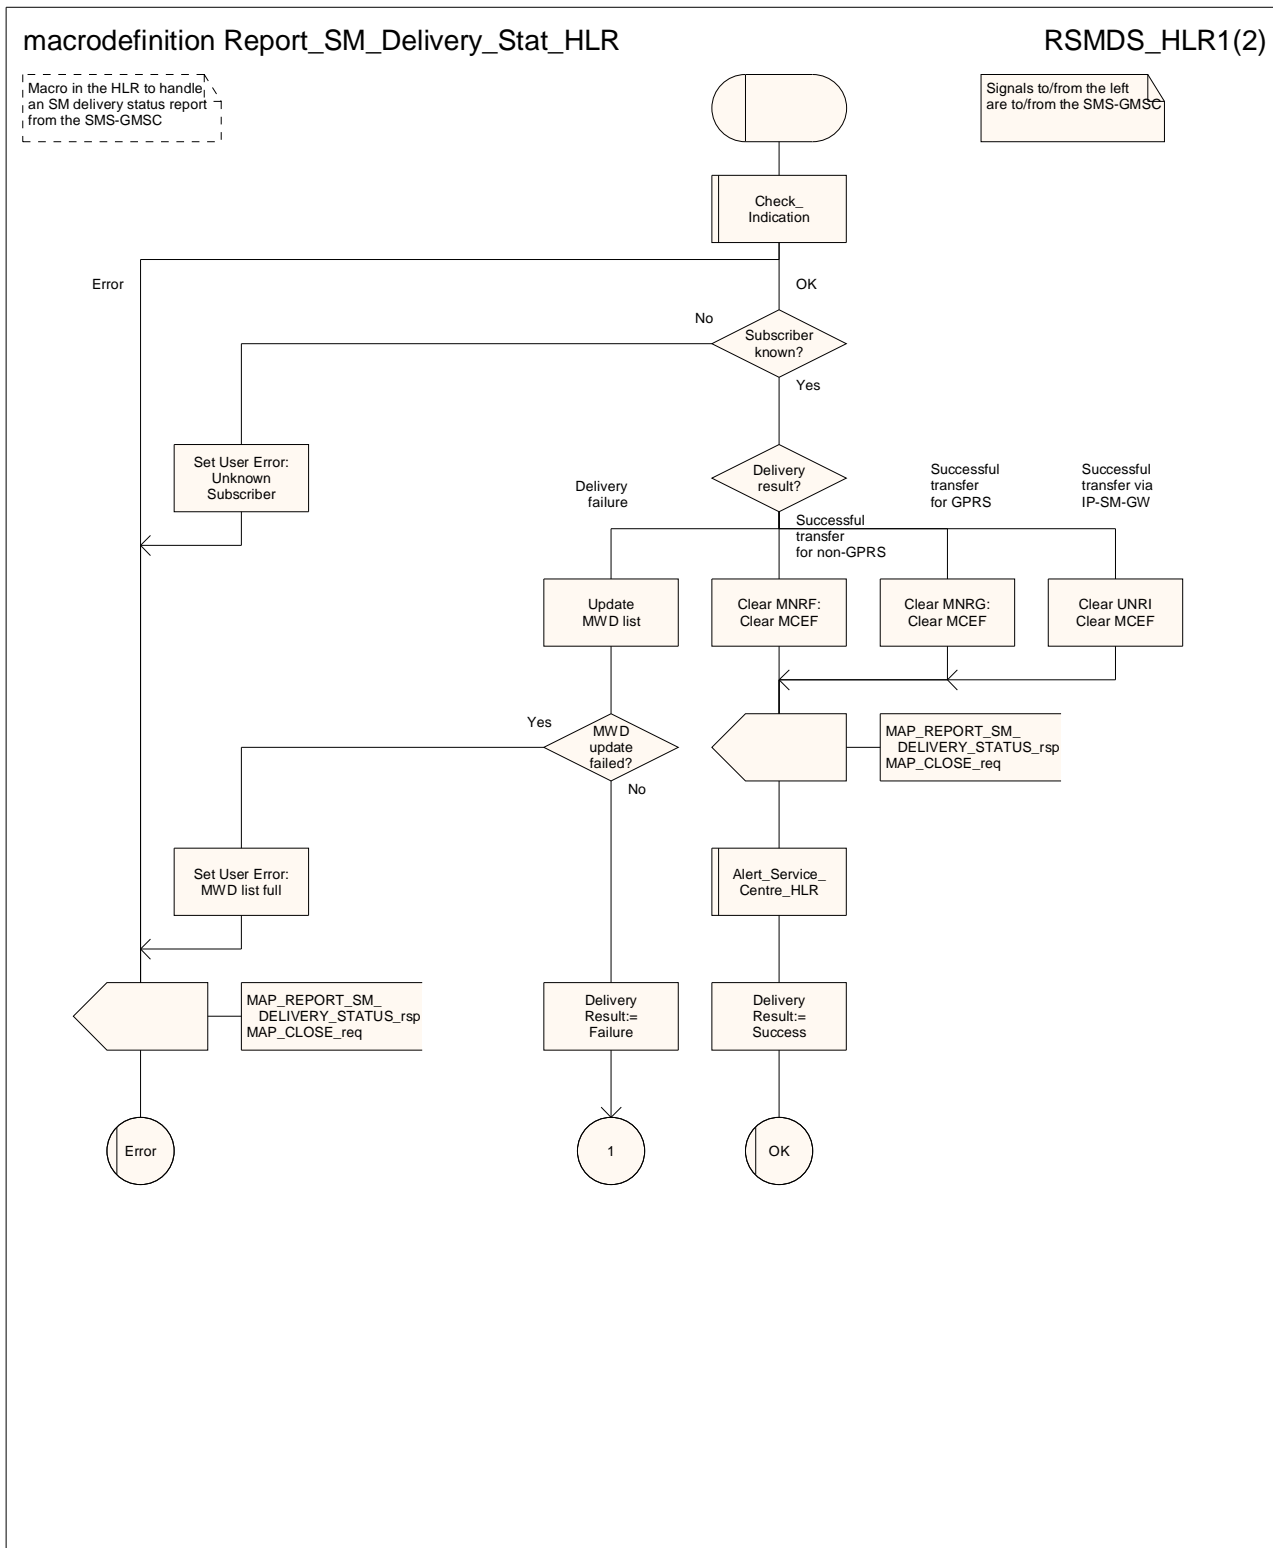 macrodefinition Report_SM_Delivery_Stat_HLR
RSMDS_HLR1(2)
Macro in the HLR to handle
an SM delivery status report
from the SMS-GMSC
Signals to/from the left
are to/from the SMS-GMSC
Check_
Indication
Error
OK
No
Subscriber
known?
Yes
Set User Error:
Unknown
Subscriber
Delivery
result?
Delivery
failure
Successful
transfer
for non-GPRS
Successful
transfer
for GPRS
Successful
transfer via
IP-SM-GW
Update
MWD list
Clear MNRF:
Clear MCEF
Clear MNRG:
Clear MCEF
Clear UNRI
Clear MCEF
Yes
MWD
update
failed?
No
MAP_REPORT_SM_
DELIVERY_STATUS_rsp
MAP_CLOSE_req
Set User Error:
MWD list full
Alert_Service_
Centre_HLR
MAP_REPORT_SM_
DELIVERY_STATUS_rsp
MAP_CLOSE_req
Delivery
Result:=
Failure
Delivery
Result:=
Success
Error
1
OK